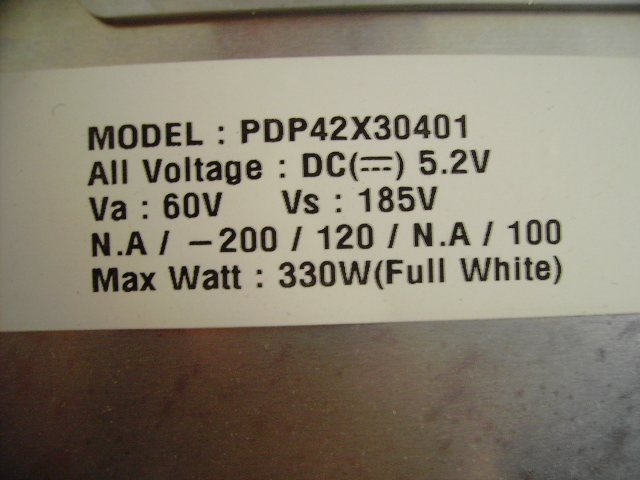 MODEL : PDP42X30401
All Voltage : DC(⎓) 5.2V
Va : 60V Vs : 185V
N.A / -200 / 120 / N.A / 100
Max Watt : 330W(Full White)